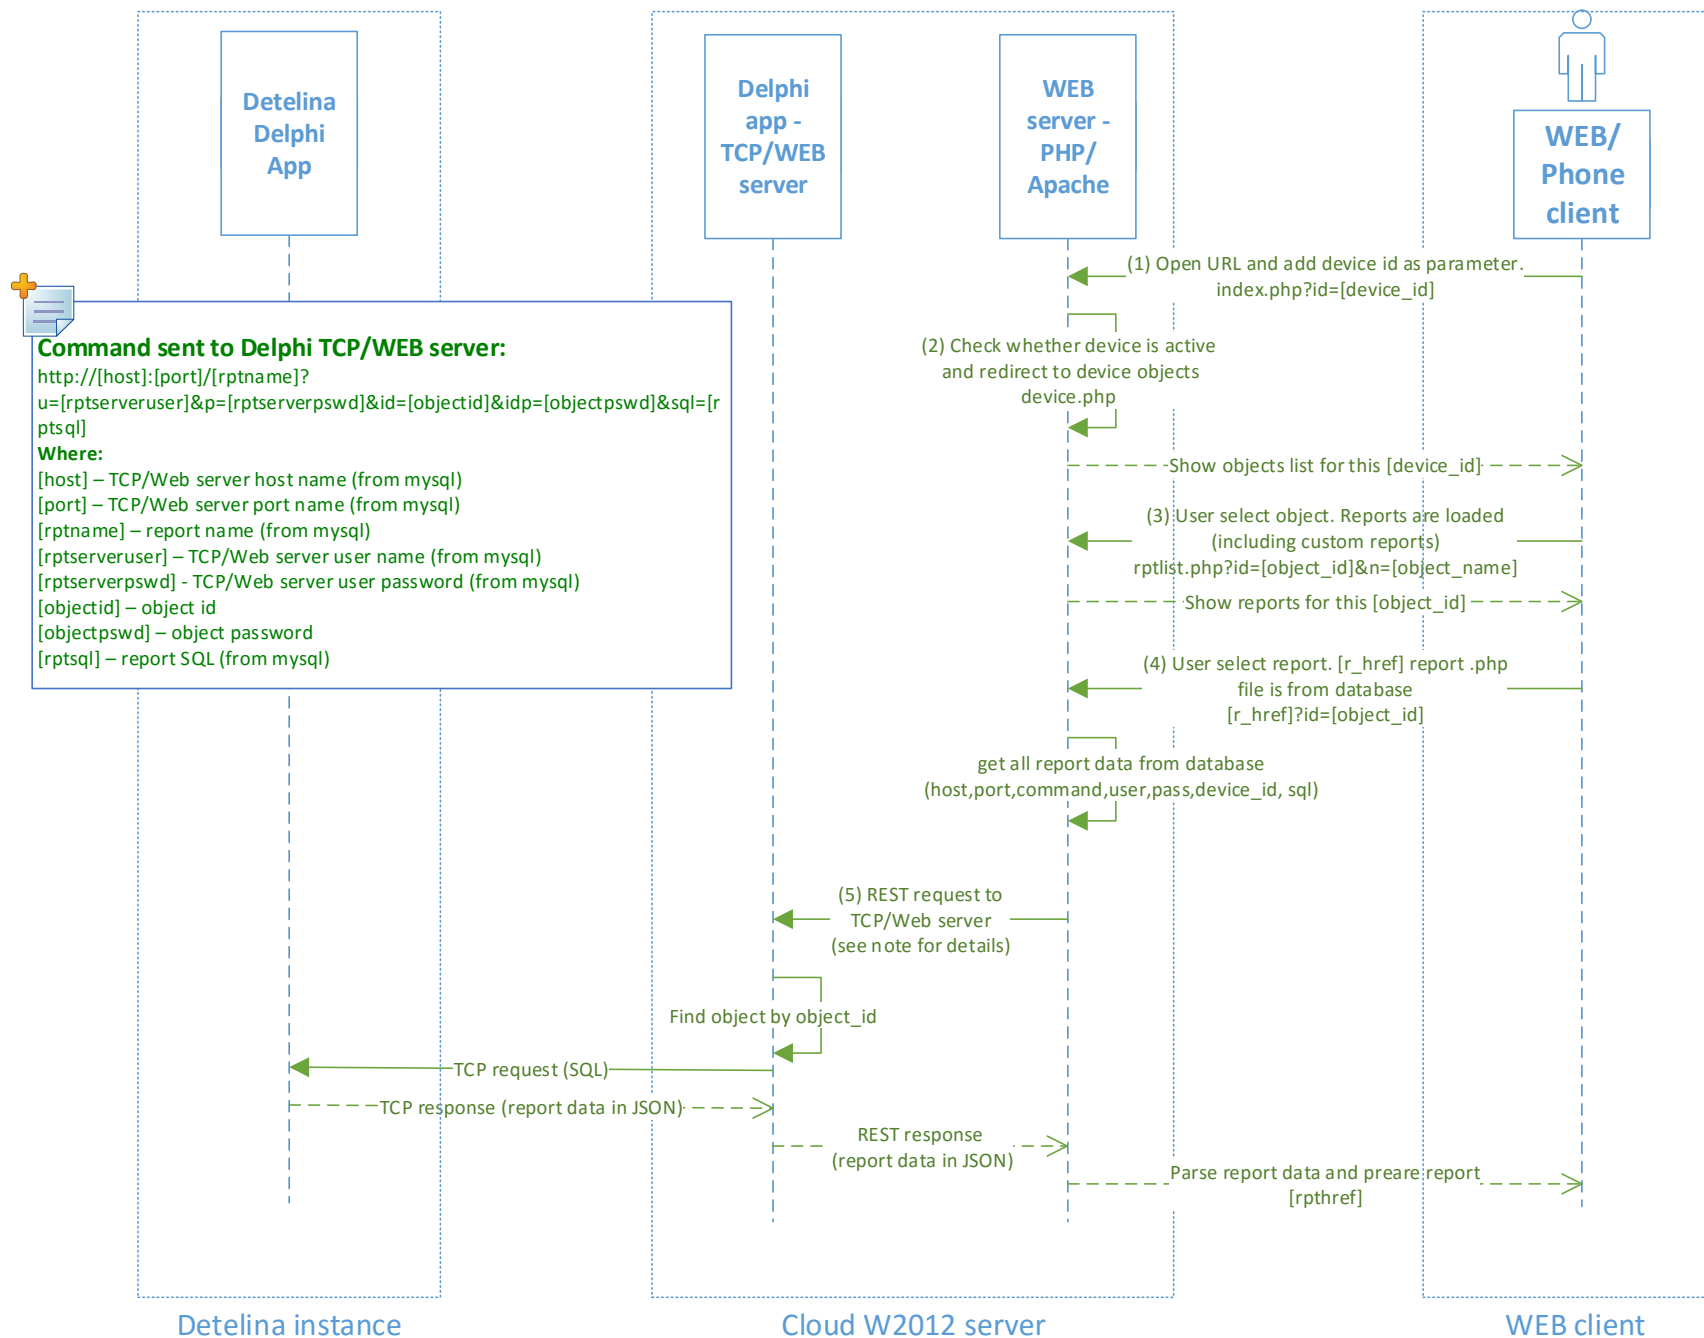 Detelina
Delphi
App
Delphi
app -
TCP/WEB
server
WEB
server -
PHP/
Apache
WEB/
Phone
client
(1) Open URL and add device id as parameter.
index.php?id=[device_id]
(2) Check whether device is active
and redirect to device objects
device.php
Show objects list for this [device_id]
(3) User select object. Reports are loaded
(including custom reports)
rptlist.php?id=[object_id]&n=[object_name]
Show reports for this [object_id]
(4) User select report. [r_href] report .php
file is from database
[r_href]?id=[object_id]
get all report data from database
(host,port,command,user,pass,device_id, sql)
(5) REST request to
TCP/Web server
(see note for details)
Find object by object_id
TCP request (SQL)
TCP response (report data in JSON)
REST response
(report data in JSON)
Parse report data and preare report
[rpthref]
Command sent to Delphi TCP/WEB server:
http://[host]:[port]/[rptname]?
u=[rptserveruser]&p=[rptserverpswd]&id=[objectid]&idp=[objectpswd]&sql=[r
ptsql]
Where:
[host] – TCP/Web server host name (from mysql)
[port] – TCP/Web server port name (from mysql)
[rptname] – report name (from mysql)
[rptserveruser] – TCP/Web server user name (from mysql)
[rptserverpswd] - TCP/Web server user password (from mysql)
[objectid] – object id
[objectpswd] – object password
[rptsql] – report SQL (from mysql)
Detelina instance
Cloud W2012 server
WEB client